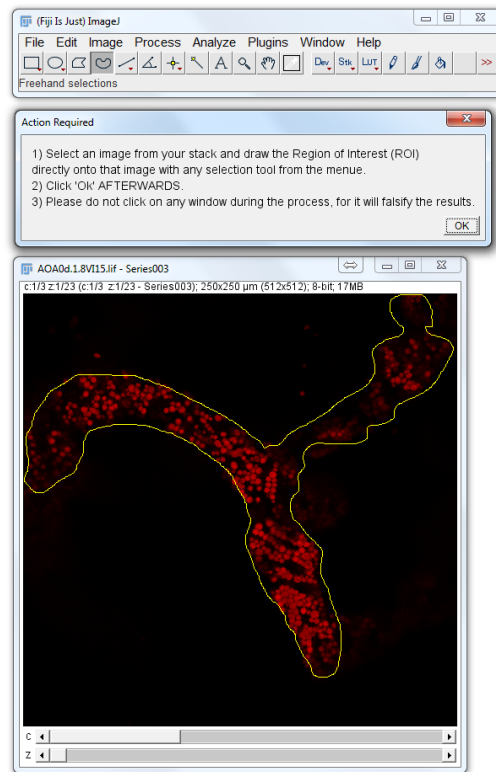 (Fiji Is Just) ImageJ
File Edit Image Process Analyze Plugins Window Help
A Dev Stk LUT >>
Freehand selections
Action Required
1) Select an image from your stack and draw the Region of Interest (ROI)
directly onto that image with any selection tool from the menue.
2) Click 'Ok' AFTERWARDS.
3) Please do not click on any window during the process, for it will falsify the results.
OK
AOA0d.1.8VI15.lif - Series003
c:1/3 z:1/23 (c:1/3 z:1/23 - Series003); 250x250 µm (512x512); 8-bit; 17MB
c
z